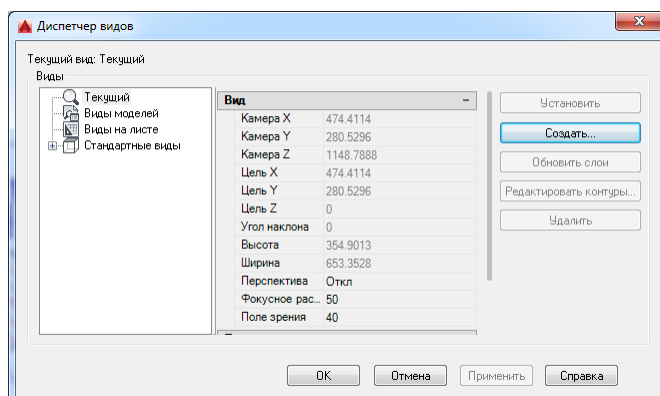 Диспетчер видов
Текущий вид: Текущий
Виды
Текущий
Виды моделей
Виды на листе
Стандартные виды
Вид
Камера X 474.4114
Камера Y 280.5296
Камера Z 1148.7888
Цель X 474.4114
Цель Y 280.5296
Цель Z 0
Угол наклона 0
Высота 354.9013
Ширина 653.3528
Перспектива Откл
Фокусное рас... 50
Поле зрения 40
Установить
Создать...
Обновить слои
Редактировать контуры...
Удалить
OK Отмена Применить Справка